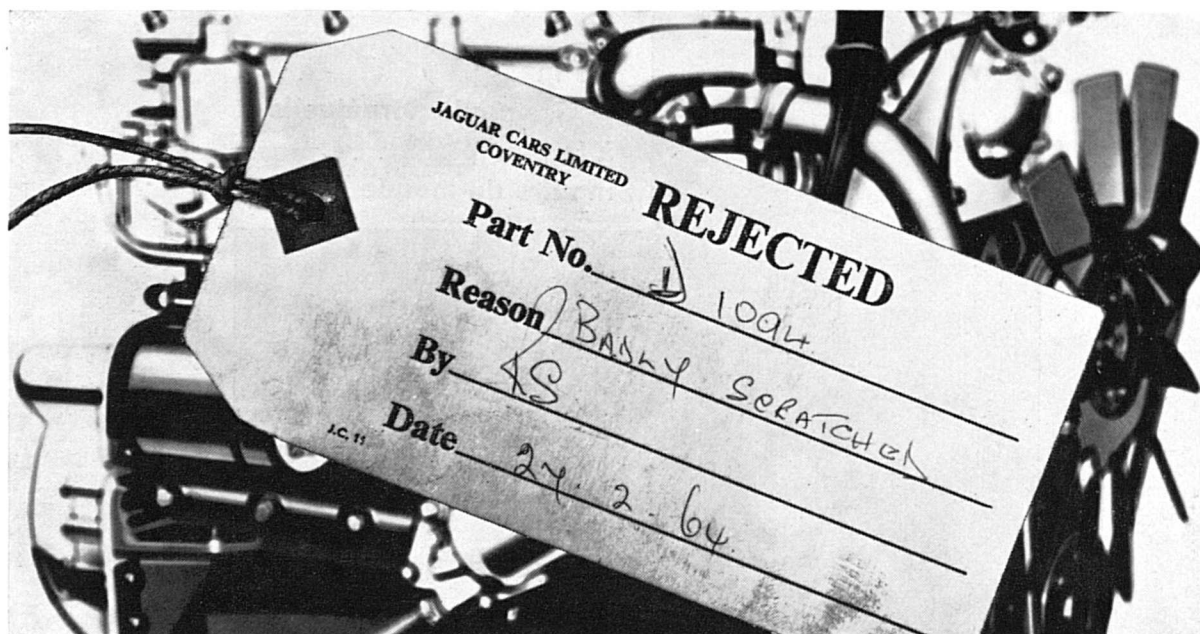 JAGUAR CARS LIMITED
COVENTRY
REJECTED
Part No. D 1094
Reason BADLY SCRATCHED
By
Date 27.2.64
J.C. 11